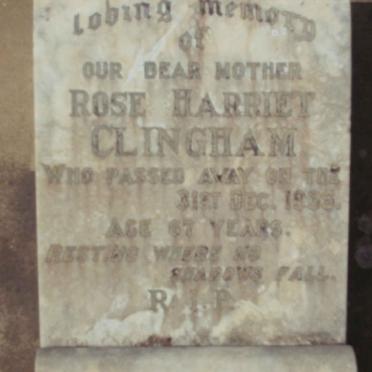 Loving memory
of
OUR DEAR MOTHER
ROSE HARRIET
CLINGHAM
WHO PASSED AWAY ON THE
31ST DEC.
AGE 67 YEARS.
RESTING WHERE NO
SHADOWS FALL.
R.I.P.